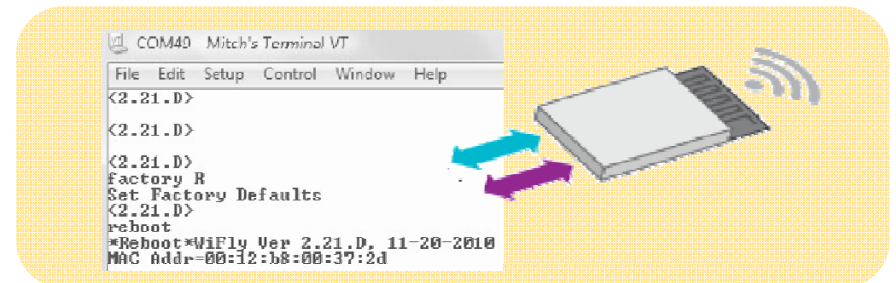 COM49 Mitch's Terminal VT
File Edit Setup Control Window Help
<2.21.D>
<2.21.D>
<2.21.D>
factory R
Set Factory Defaults
<2.21.D>
reboot
*Reboot*WiFly Ver 2.21.D, 11-20-2010
MAC Addr=00:12:b8:00:37:2d